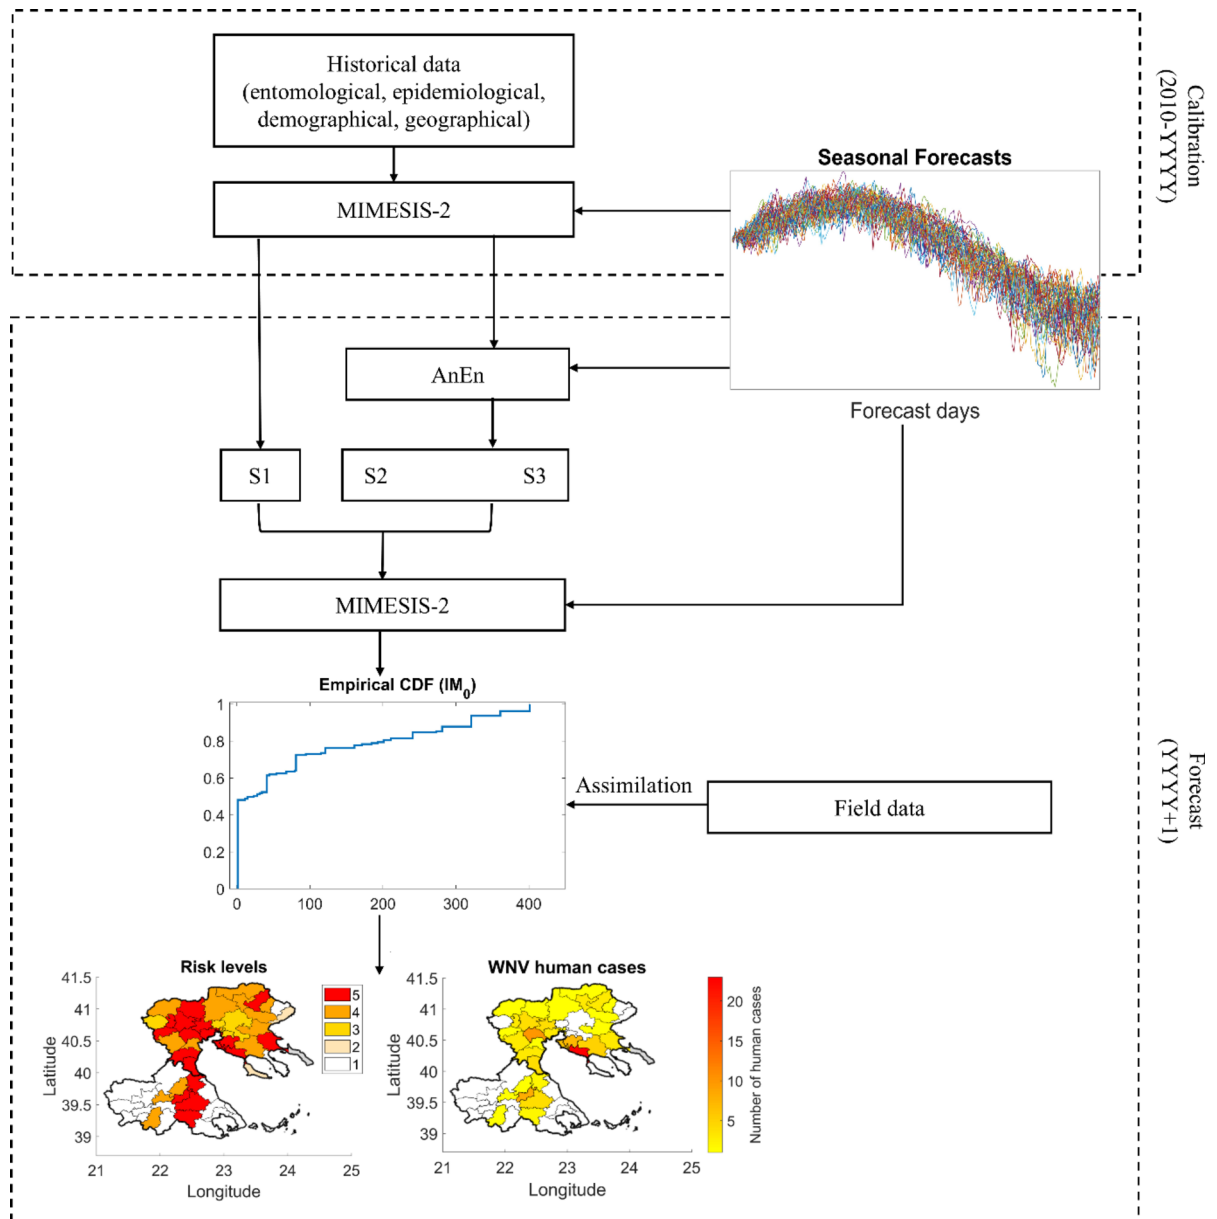 Historical data
(entomological, epidemiological,
demographical, geographical)
MIMESIS-2
Calibration
(2010-YYYY)
Seasonal Forecasts
Forecast days
AnEn
S1
S2
S3
MIMESIS-2
Empirical CDF (IM0)
1
0.8
0.6
0.4
0.2
0
0
100
200
300
400
Assimilation
Field data
Forecast
(YYYY+1)
Risk levels
41.5
41
40.5
40
39.5
39
Latitude
21
22
23
24
25
Longitude
5
4
3
2
1
WNV human cases
41.5
41
40.5
40
39.5
39
Latitude
21
22
23
24
25
Longitude
20
15
10
5
Number of human cases